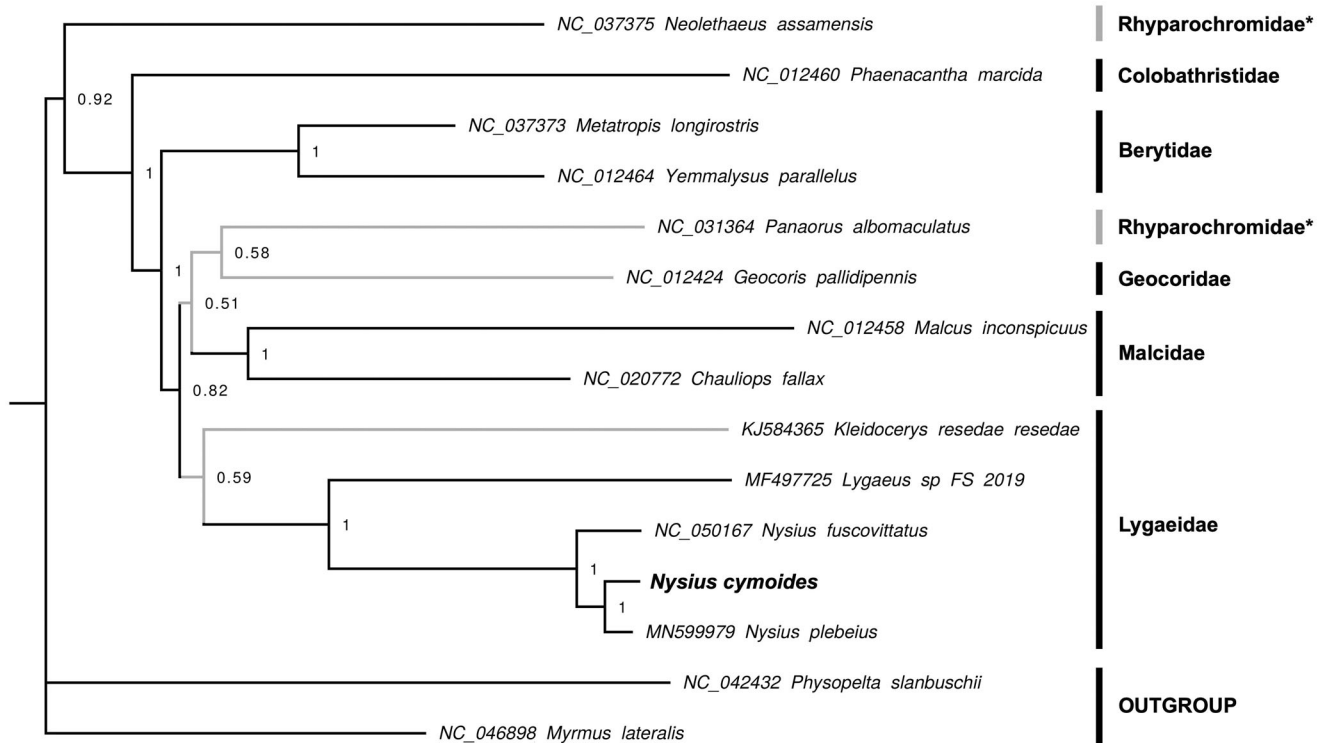 NC_037375 Neolethaeus assamensis Rhyparochromidae*
NC_012460 Phaenacantha marcida Colobathristidae
0.92
NC_037373 Metatropis longirostris
1 1 Berytidae
NC_012464 Yemmalysus parallelus
NC_031364 Panaorus albomaculatus Rhyparochromidae*
0.58
1
NC_012424 Geocoris pallidipennis Geocoridae
0.51
NC_012458 Malcus inconspicuus
1 Malcidae
NC_020772 Chauliops fallax
0.82
KJ584365 Kleidocerys resedae resedae
0.59
MF497725 Lygaeus sp FS 2019
1 Lygaeidae
NC_050167 Nysius fuscovittatus
1
Nysius cymoides
1
MN599979 Nysius plebeius
NC_042432 Physopelta slanbuschii
OUTGROUP
NC_046898 Myrmus lateralis